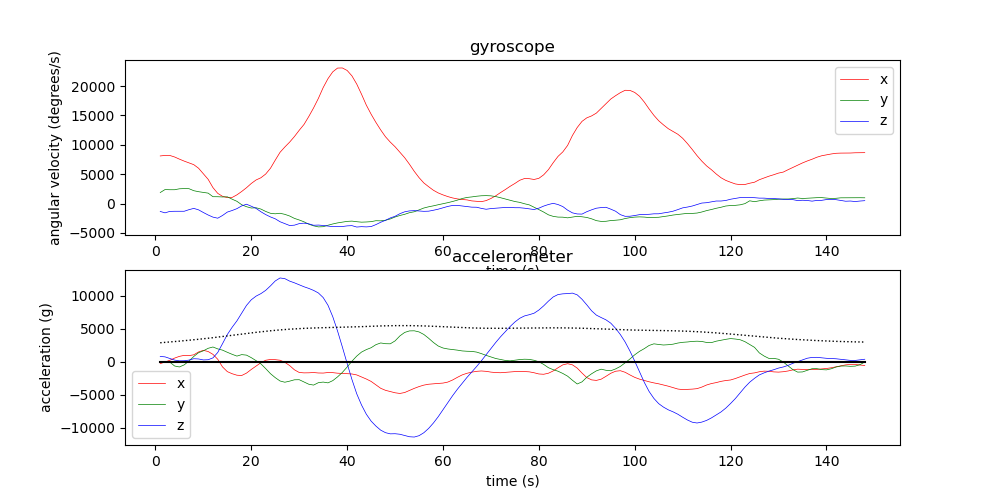 gyroscope
angular velocity (degrees/s)
20000
15000
10000
5000
0
−5000
x
y
z
0 20 40 60 80 100 120 140
time (s)
accelerometer
acceleration (g)
10000
5000
0
−5000
−10000
x
y
z
0 20 40 60 80 100 120 140
time (s)